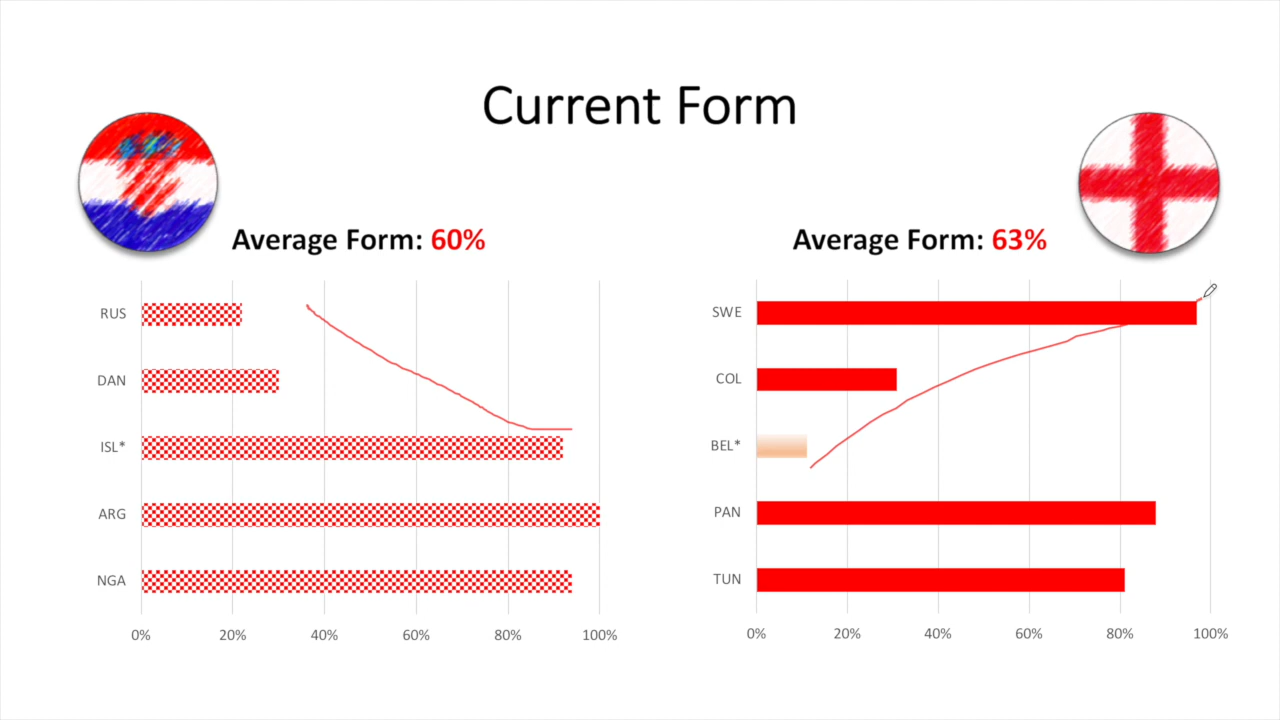 Current Form
Average Form: 60%
RUS
DAN
ISL*
ARG
NGA
0% 20% 40% 60% 80% 100%
Average Form: 63%
SWE
COL
BEL*
PAN
TUN
0% 20% 40% 60% 80% 100%